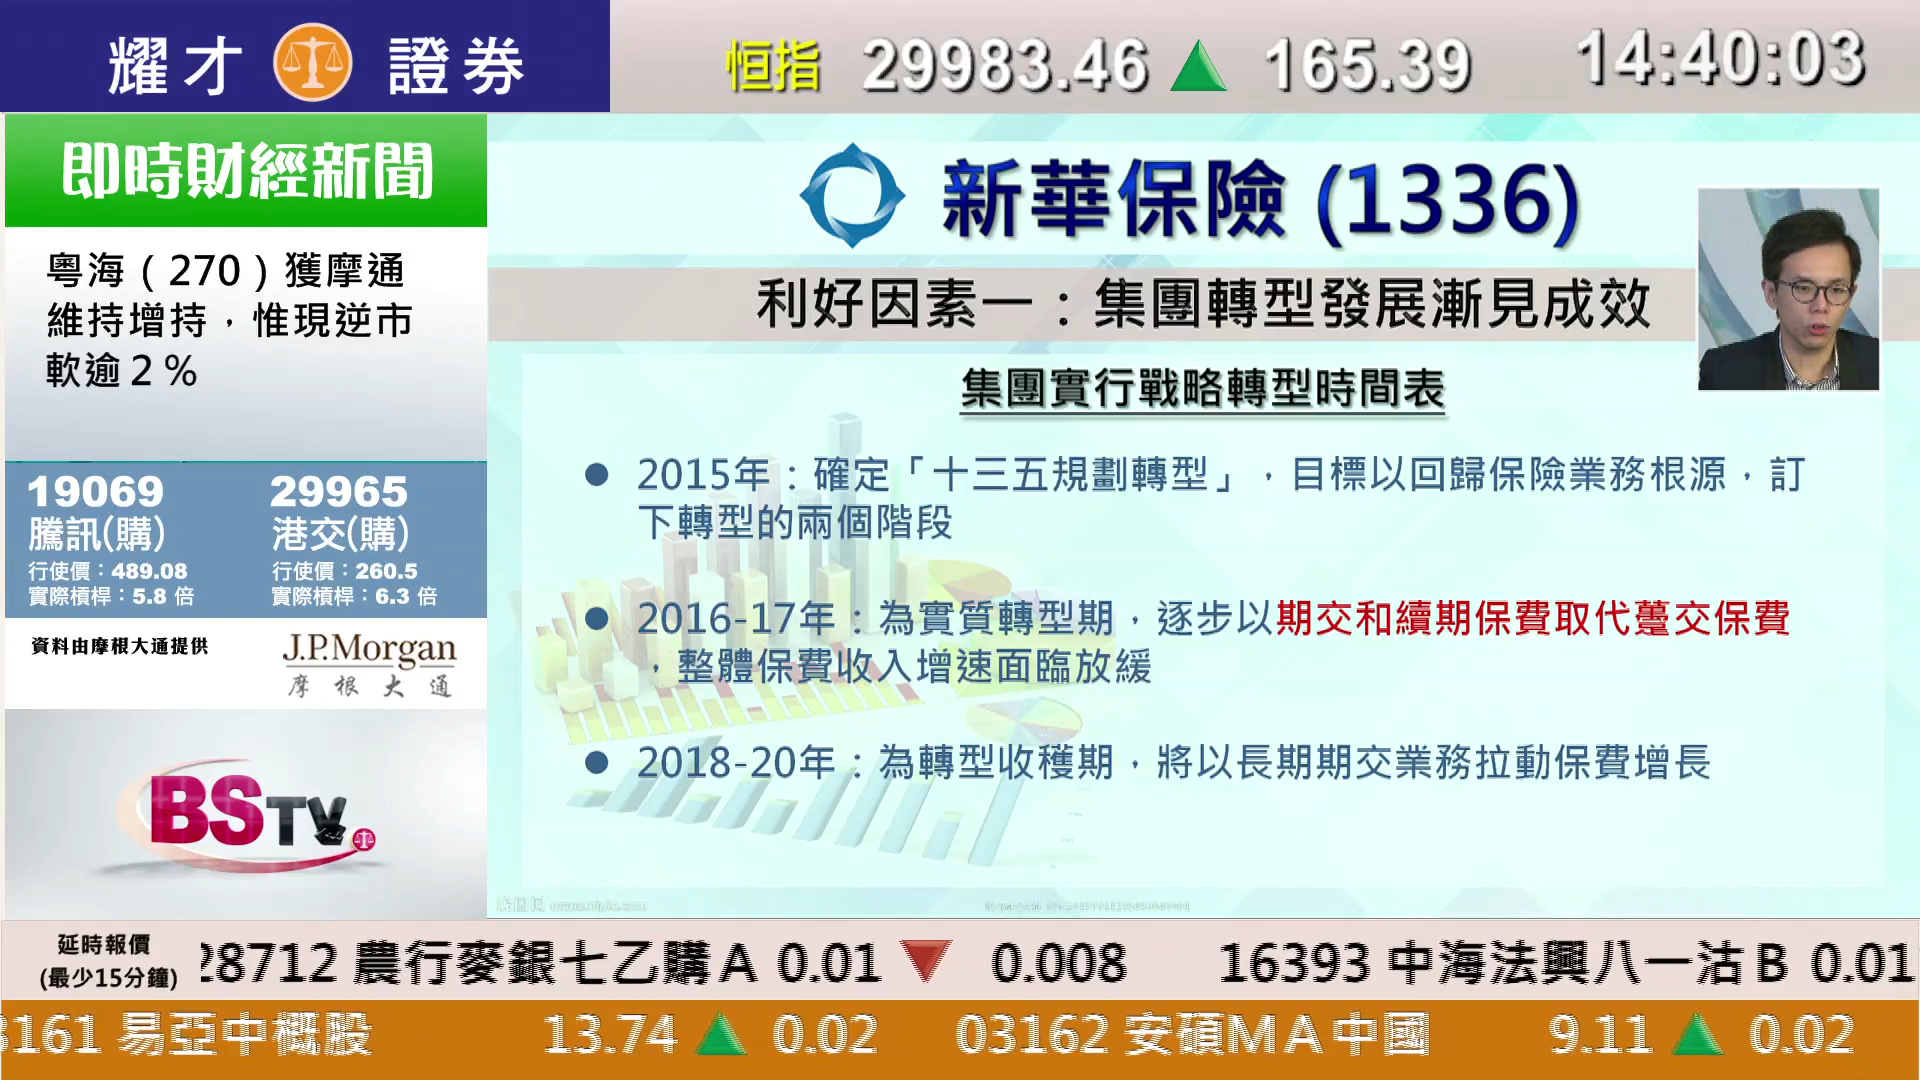 耀才 證券
恒指 29983.46 ▲ 165.39 14:40:03
即時財經新聞
粵海（270）獲摩通
維持增持，惟現逆市
軟逾2％
19069
騰訊(購)
行使價：489.08
實際槓桿：5.8 倍
29965
港交(購)
行使價：260.5
實際槓桿：6.3 倍
資料由摩根大通提供
J.P.Morgan
摩根大通
BSTV
新華保險 (1336)
利好因素一：集團轉型發展漸見成效
集團實行戰略轉型時間表
● 2015年：確定「十三五規劃轉型」，目標以回歸保險業務根源，訂
下轉型的兩個階段
● 2016-17年：為實質轉型期，逐步以期交和續期保費取代躉交保費
，整體保費收入增速面臨放緩
● 2018-20年：為轉型收穫期，將以長期期交業務拉動保費增長
延時報價
(最少15分鐘)
28712 農行麥銀七乙購A 0.01 ▼ 0.008 16393 中海法興八一沽B 0.01
3161 易亞中概股 13.74 ▲ 0.02 03162 安碩MA中國 9.11 ▲ 0.02